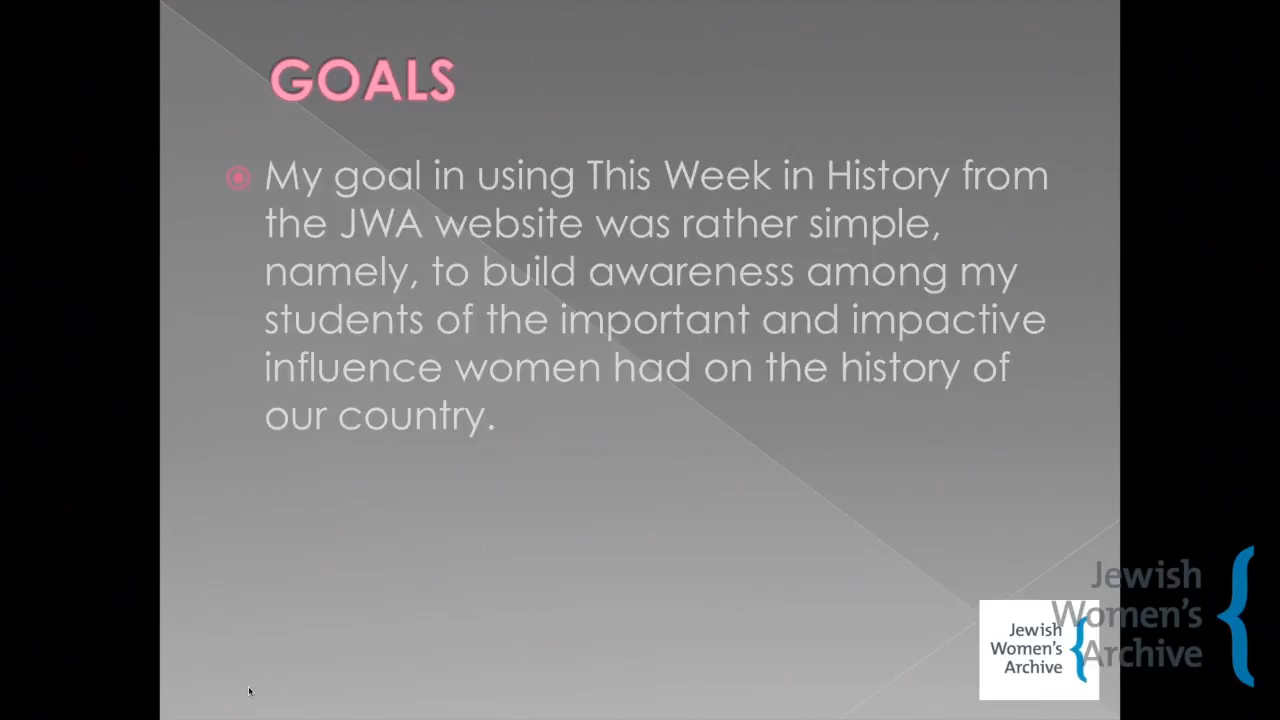 GOALS
My goal in using This Week in History from
the JWA website was rather simple,
namely, to build awareness among my
students of the important and impactive
influence women had on the history of
our country.
Jewish
Women's
Archive
Jewish
Women's
Archive